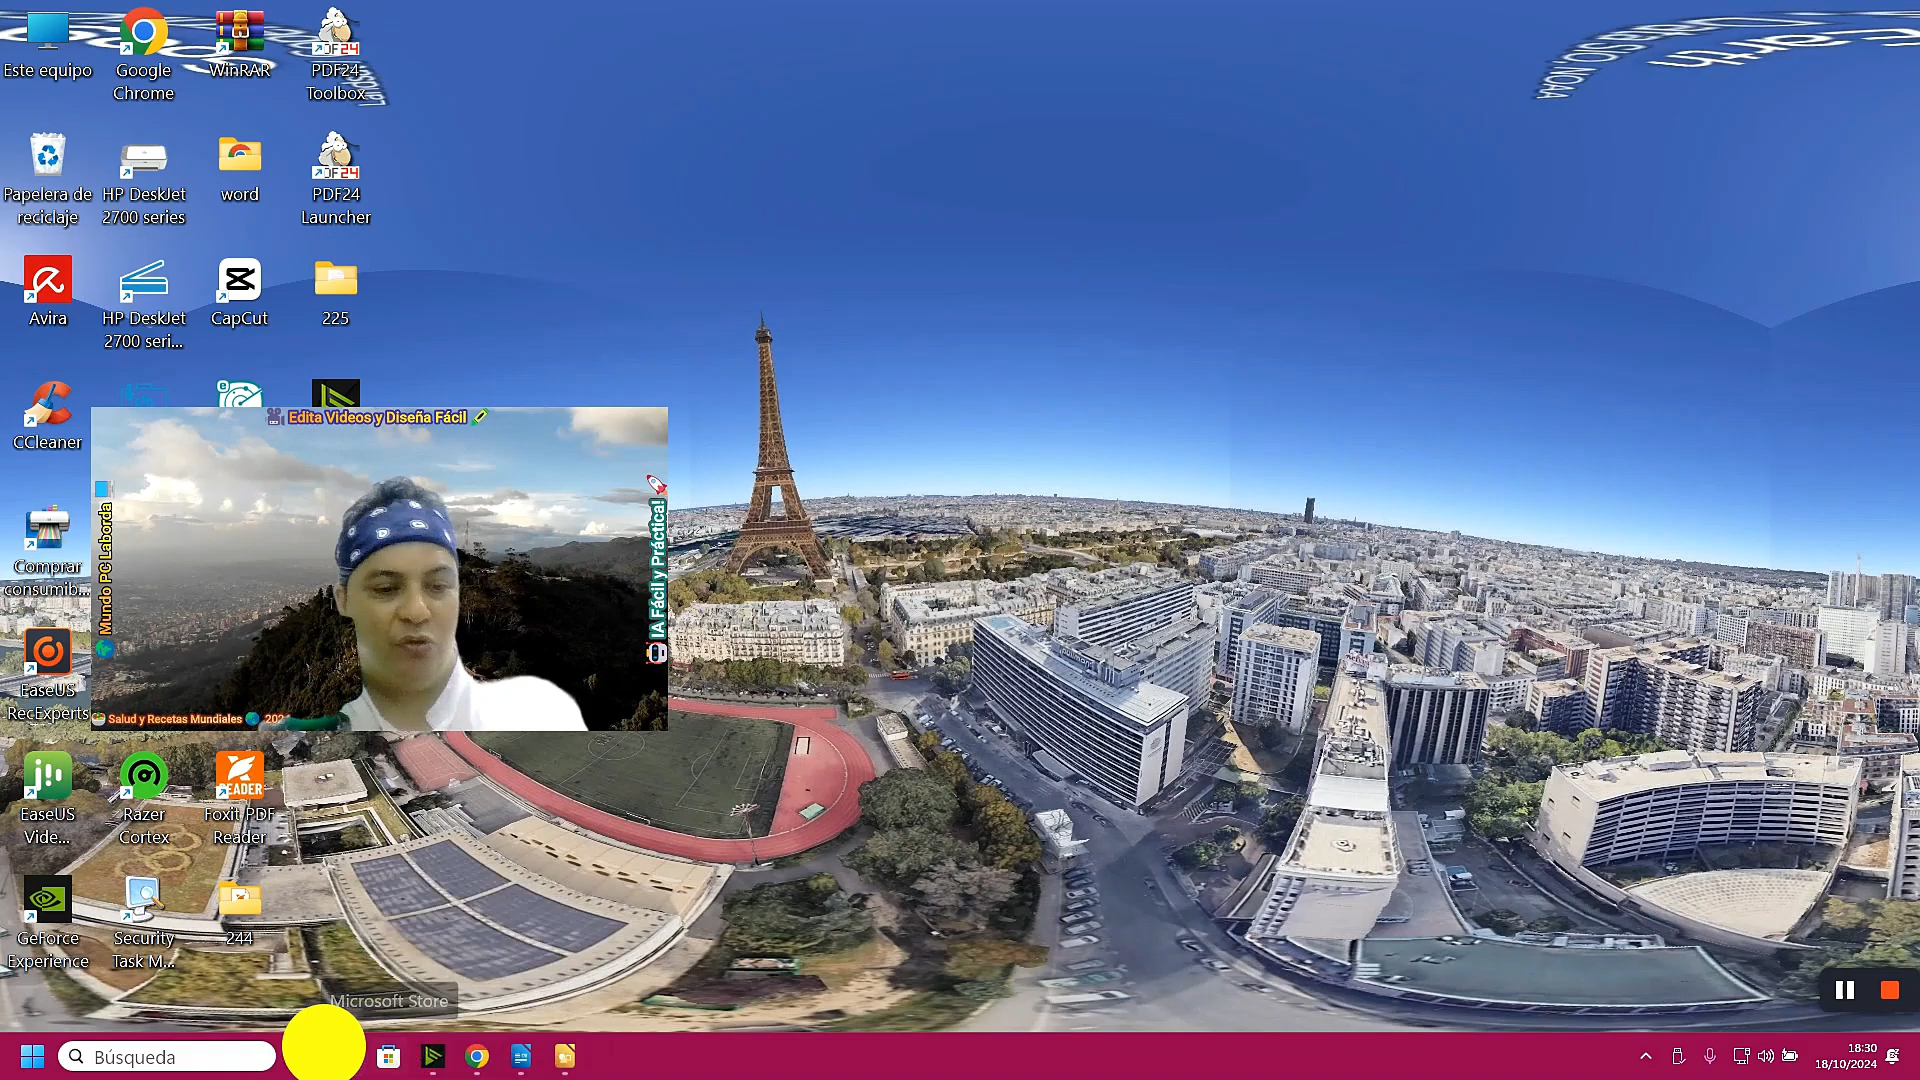 Este equipo
Google
Chrome
WinRAR
PDF24
Toolbox
Papelera de
reciclaje
HP DeskJet
2700 series
word
PDF24
Launcher
Avira
HP DeskJet
2700 seri...
CapCut
225
CCleaner
Edita Videos y Diseña Fácil
Mundo PC Laborda
IA Fácil y Práctica!
Salud y Recetas Mundiales
Comprar
consumib...
EaseUS
RecExperts
EaseUS
Vide...
Razer
Cortex
Foxit PDF
Reader
GeForce
Experience
Security
Task M...
244
Microsoft Store
Búsqueda
18:30
18/10/2024